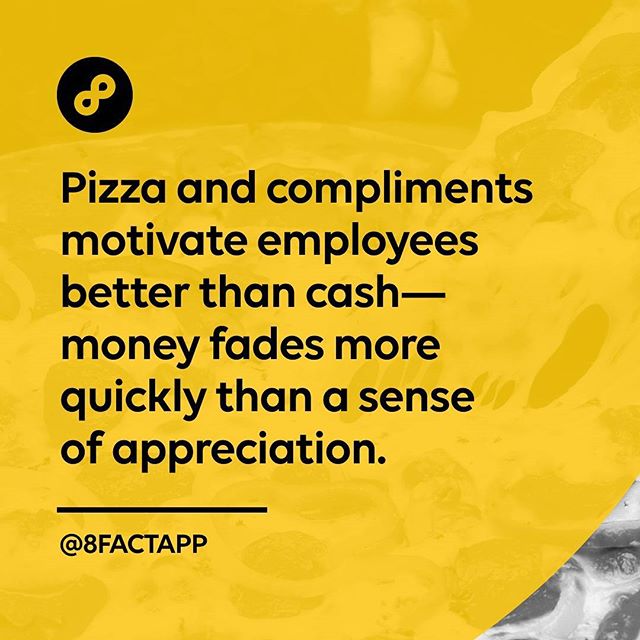 Pizza and compliments
motivate employees
better than cash—
money fades more
quickly than a sense
of appreciation.
@8FACTAPP